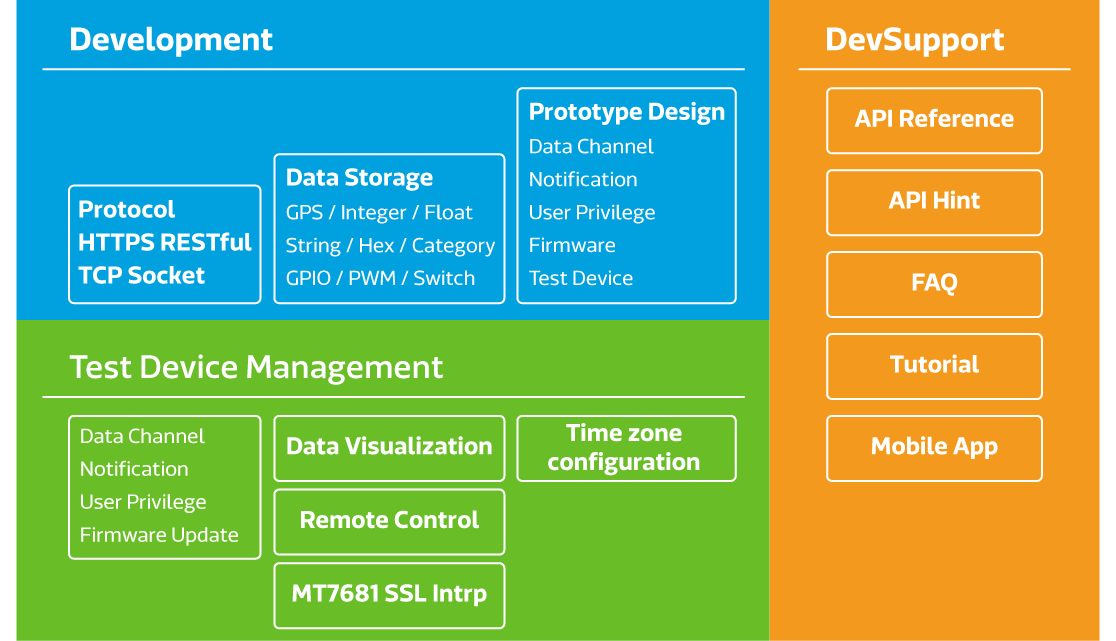 Development
Protocol
HTTPS RESTful
TCP Socket
Data Storage
GPS / Integer / Float
String / Hex / Category
GPIO / PWM / Switch
Prototype Design
Data Channel
Notification
User Privilege
Firmware
Test Device
Test Device Management
Data Channel
Notification
User Privilege
Firmware Update
Data Visualization
Remote Control
MT7681 SSL Intrp
Time zone
configuration
DevSupport
API Reference
API Hint
FAQ
Tutorial
Mobile App